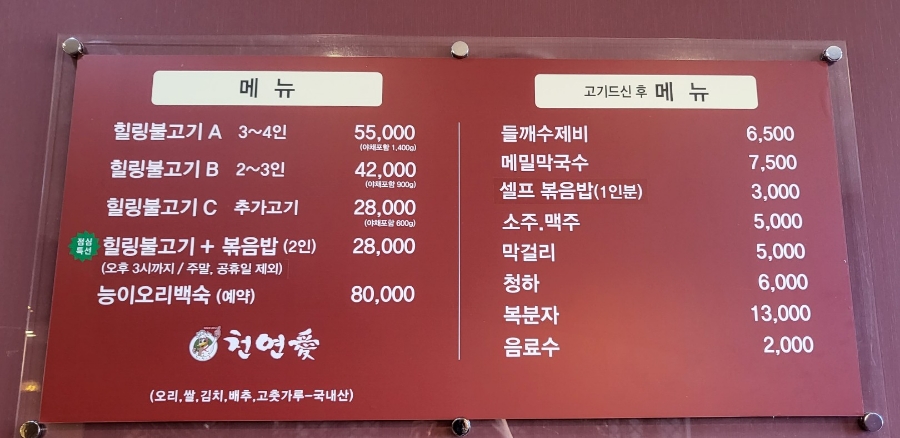 메 뉴
힐링불고기 A 3~4인 55,000
(야채포함 1,400g)
힐링불고기 B 2~3인 42,000
(야채포함 900g)
힐링불고기 C 추가고기 28,000
(야채포함 600g)
점심
특선
힐링불고기 + 볶음밥 (2인) 28,000
(오후 3시까지 / 주말, 공휴일 제외)
능이오리백숙 (예약) 80,000
천연愛
(오리,쌀,김치,배추,고춧가루-국내산)
고기드신 후 메 뉴
들깨수제비 6,500
메밀막국수 7,500
셀프 볶음밥(1인분) 3,000
소주.맥주 5,000
막걸리 5,000
청하 6,000
복분자 13,000
음료수 2,000